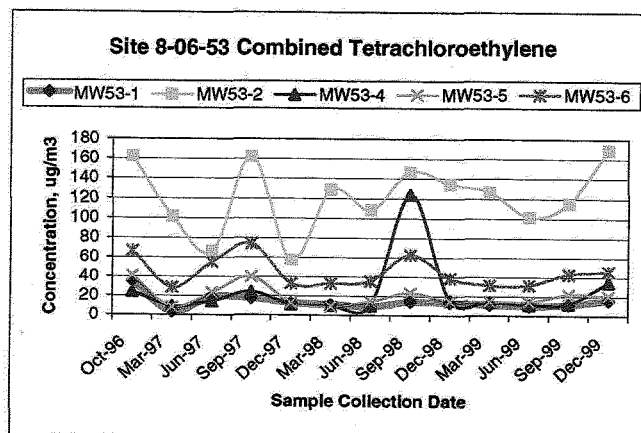 Site 8-06-53 Combined Tetrachloroethylene
MW53-1 MW53-2 MW53-4 MW53-5 MW53-6
Concentration, ug/m3
180
160
140
120
100
80
60
40
20
0
Oct-96 Mar-97 Jun-97 Sep-97 Dec-97 Mar-98 Jun-98 Sep-98 Dec-98 Mar-99 Jun-99 Sep-99 Dec-99
Sample Collection Date